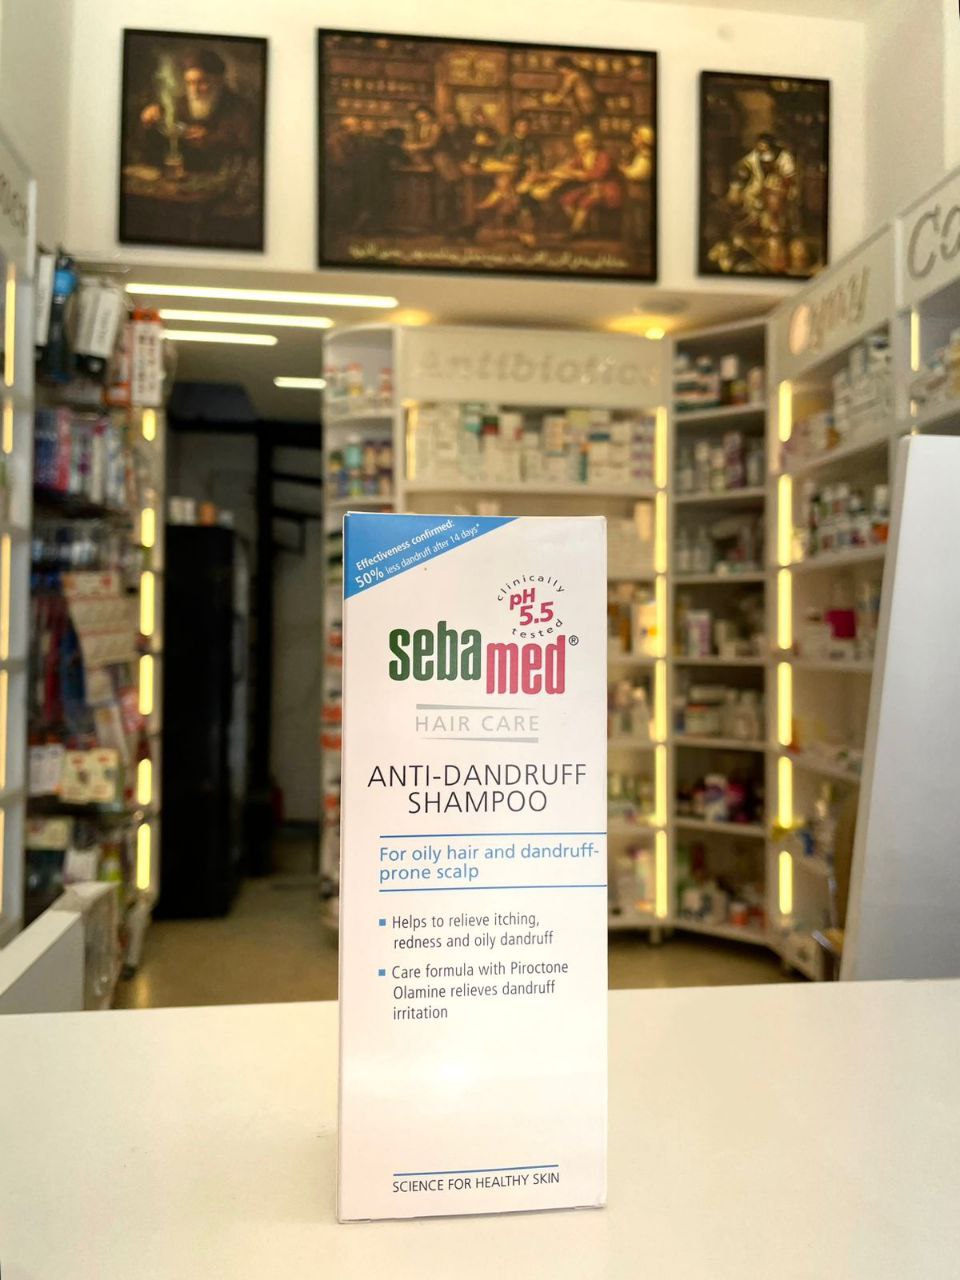 Antibiotics
Co
Effectiveness confirmed:
50% less dandruff after 14 days*
clinically
pH
5.5
tested
sebamed®
HAIR CARE
ANTI-DANDRUFF
SHAMPOO
For oily hair and dandruff-
prone scalp
Helps to relieve itching,
redness and oily dandruff
Care formula with Piroctone
Olamine relieves dandruff
irritation
SCIENCE FOR HEALTHY SKIN